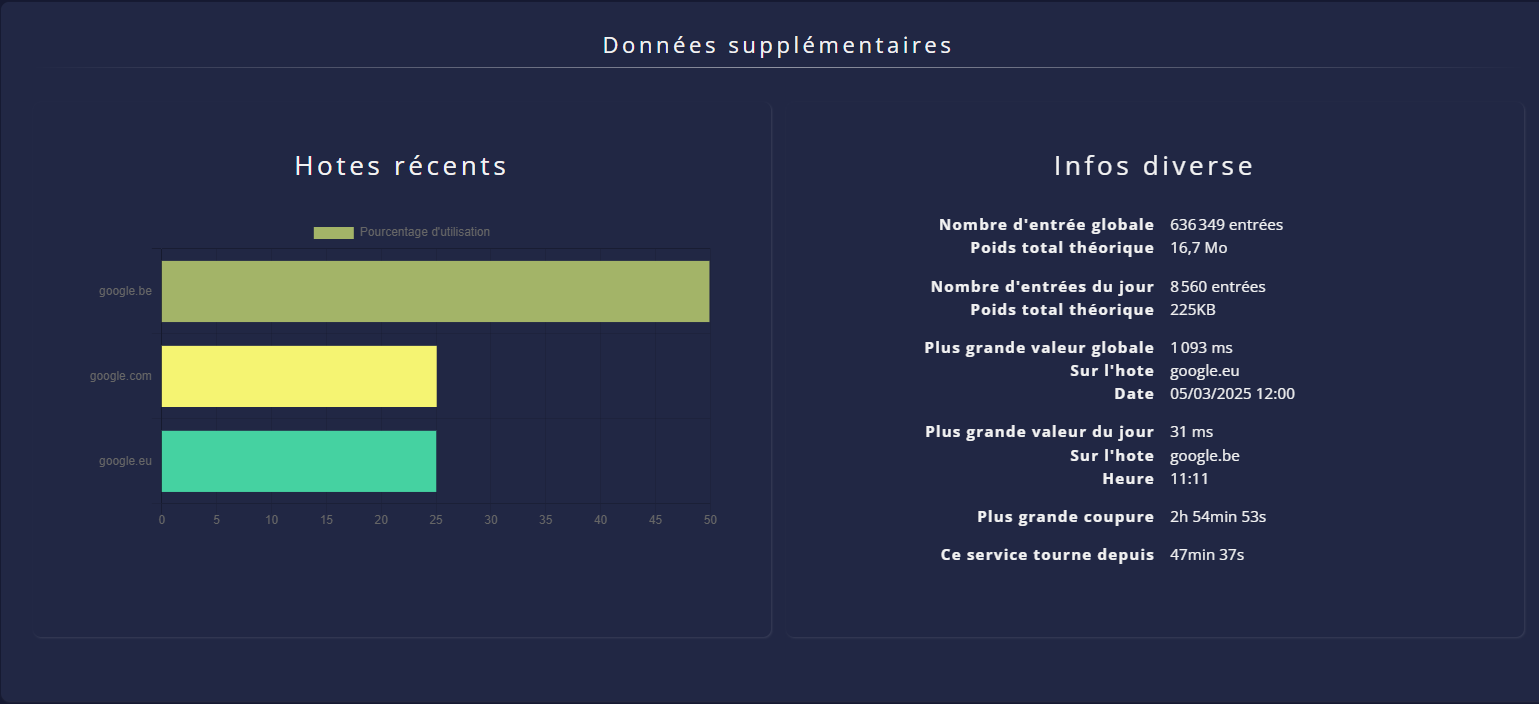 Données supplémentaires
Hotes récents
Pourcentage d'utilisation
google.be
google.com
google.eu
0 5 10 15 20 25 30 35 40 45 50
Infos diverse
Nombre d'entrée globale 636 349 entrées
Poids total théorique 16,7 Mo
Nombre d'entrées du jour 8 560 entrées
Poids total théorique 225KB
Plus grande valeur globale 1 093 ms
Sur l'hote google.eu
Date 05/03/2025 12:00
Plus grande valeur du jour 31 ms
Sur l'hote google.be
Heure 11:11
Plus grande coupure 2h 54min 53s
Ce service tourne depuis 47min 37s